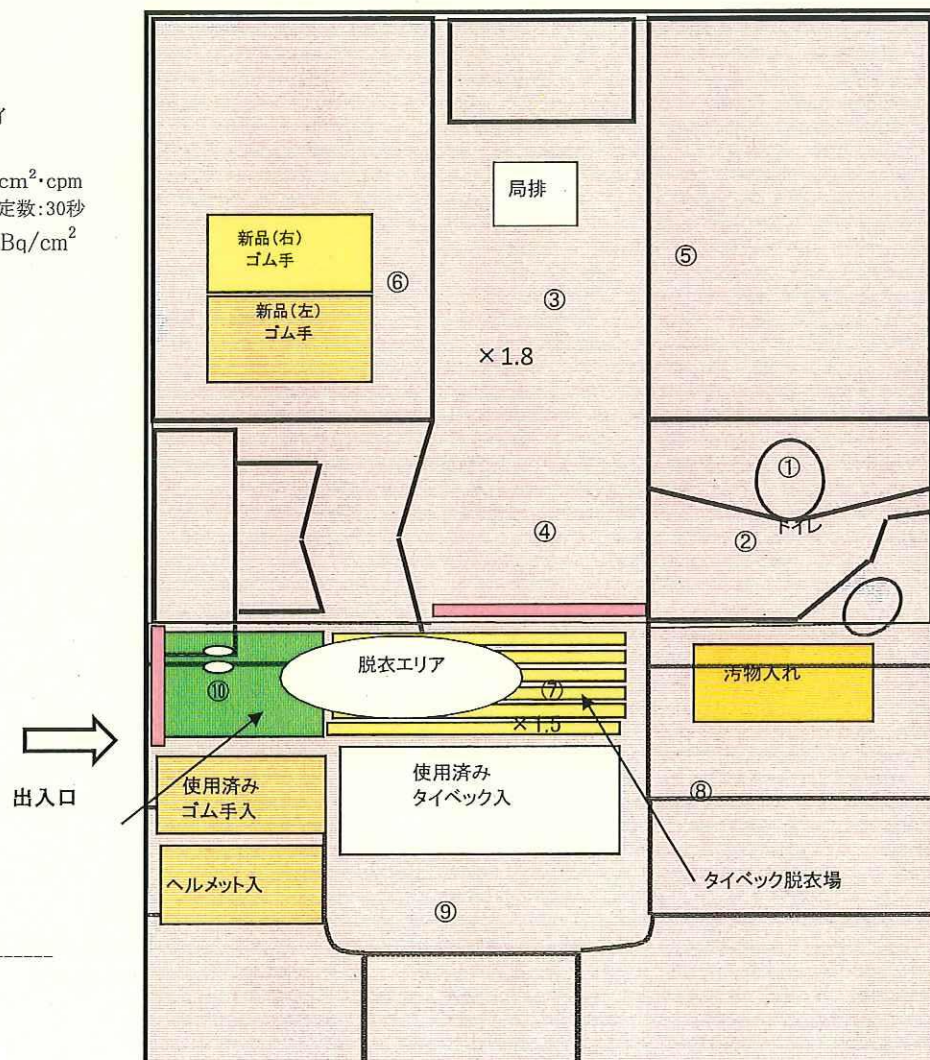 イ
cm²・cpm
定数:30秒
Bq/cm²
局排
新品(右)
ゴム手
⑥
新品(左)
ゴム手
③
⑤
×1.8
①
トイレ
②
④
脱衣エリア
⑩
⑦
×1.5
汚物入れ
出入口
使用済み
ゴム手入
使用済み
タイベック入
⑧
ヘルメット入
タイベック脱衣場
⑨